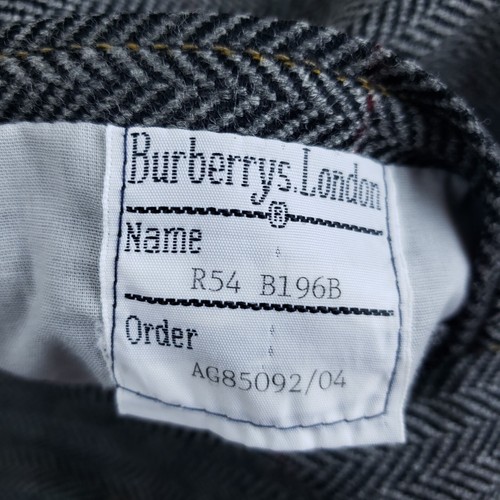 Burberrys.London
®
Name
R54 B196B
Order
AG85092/04